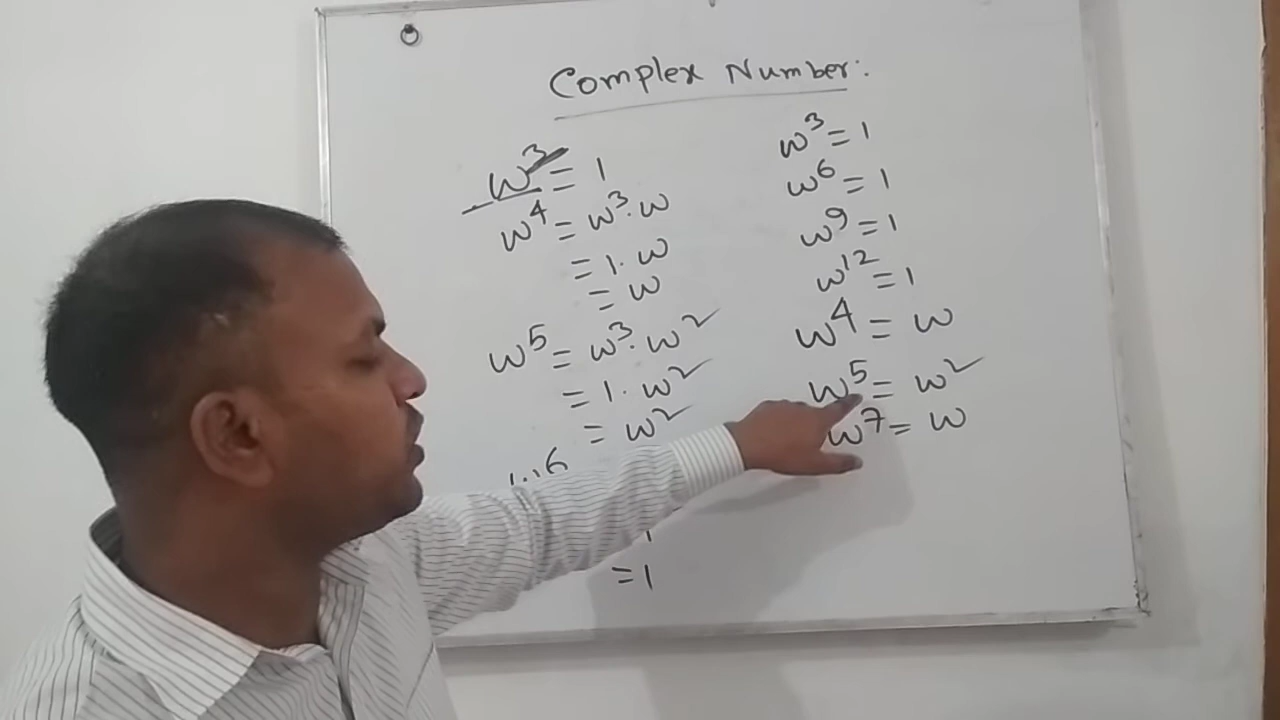 Complex Number:
w³ = 1
w⁴ = w³. w
= 1. w
= w
w⁵ = w³. w²
= 1. w²
= w²
w⁶
= 1
w³ = 1
w⁶ = 1
w⁹ = 1
w¹² = 1
w⁴ = w
w⁵ = w²
w⁷ = w